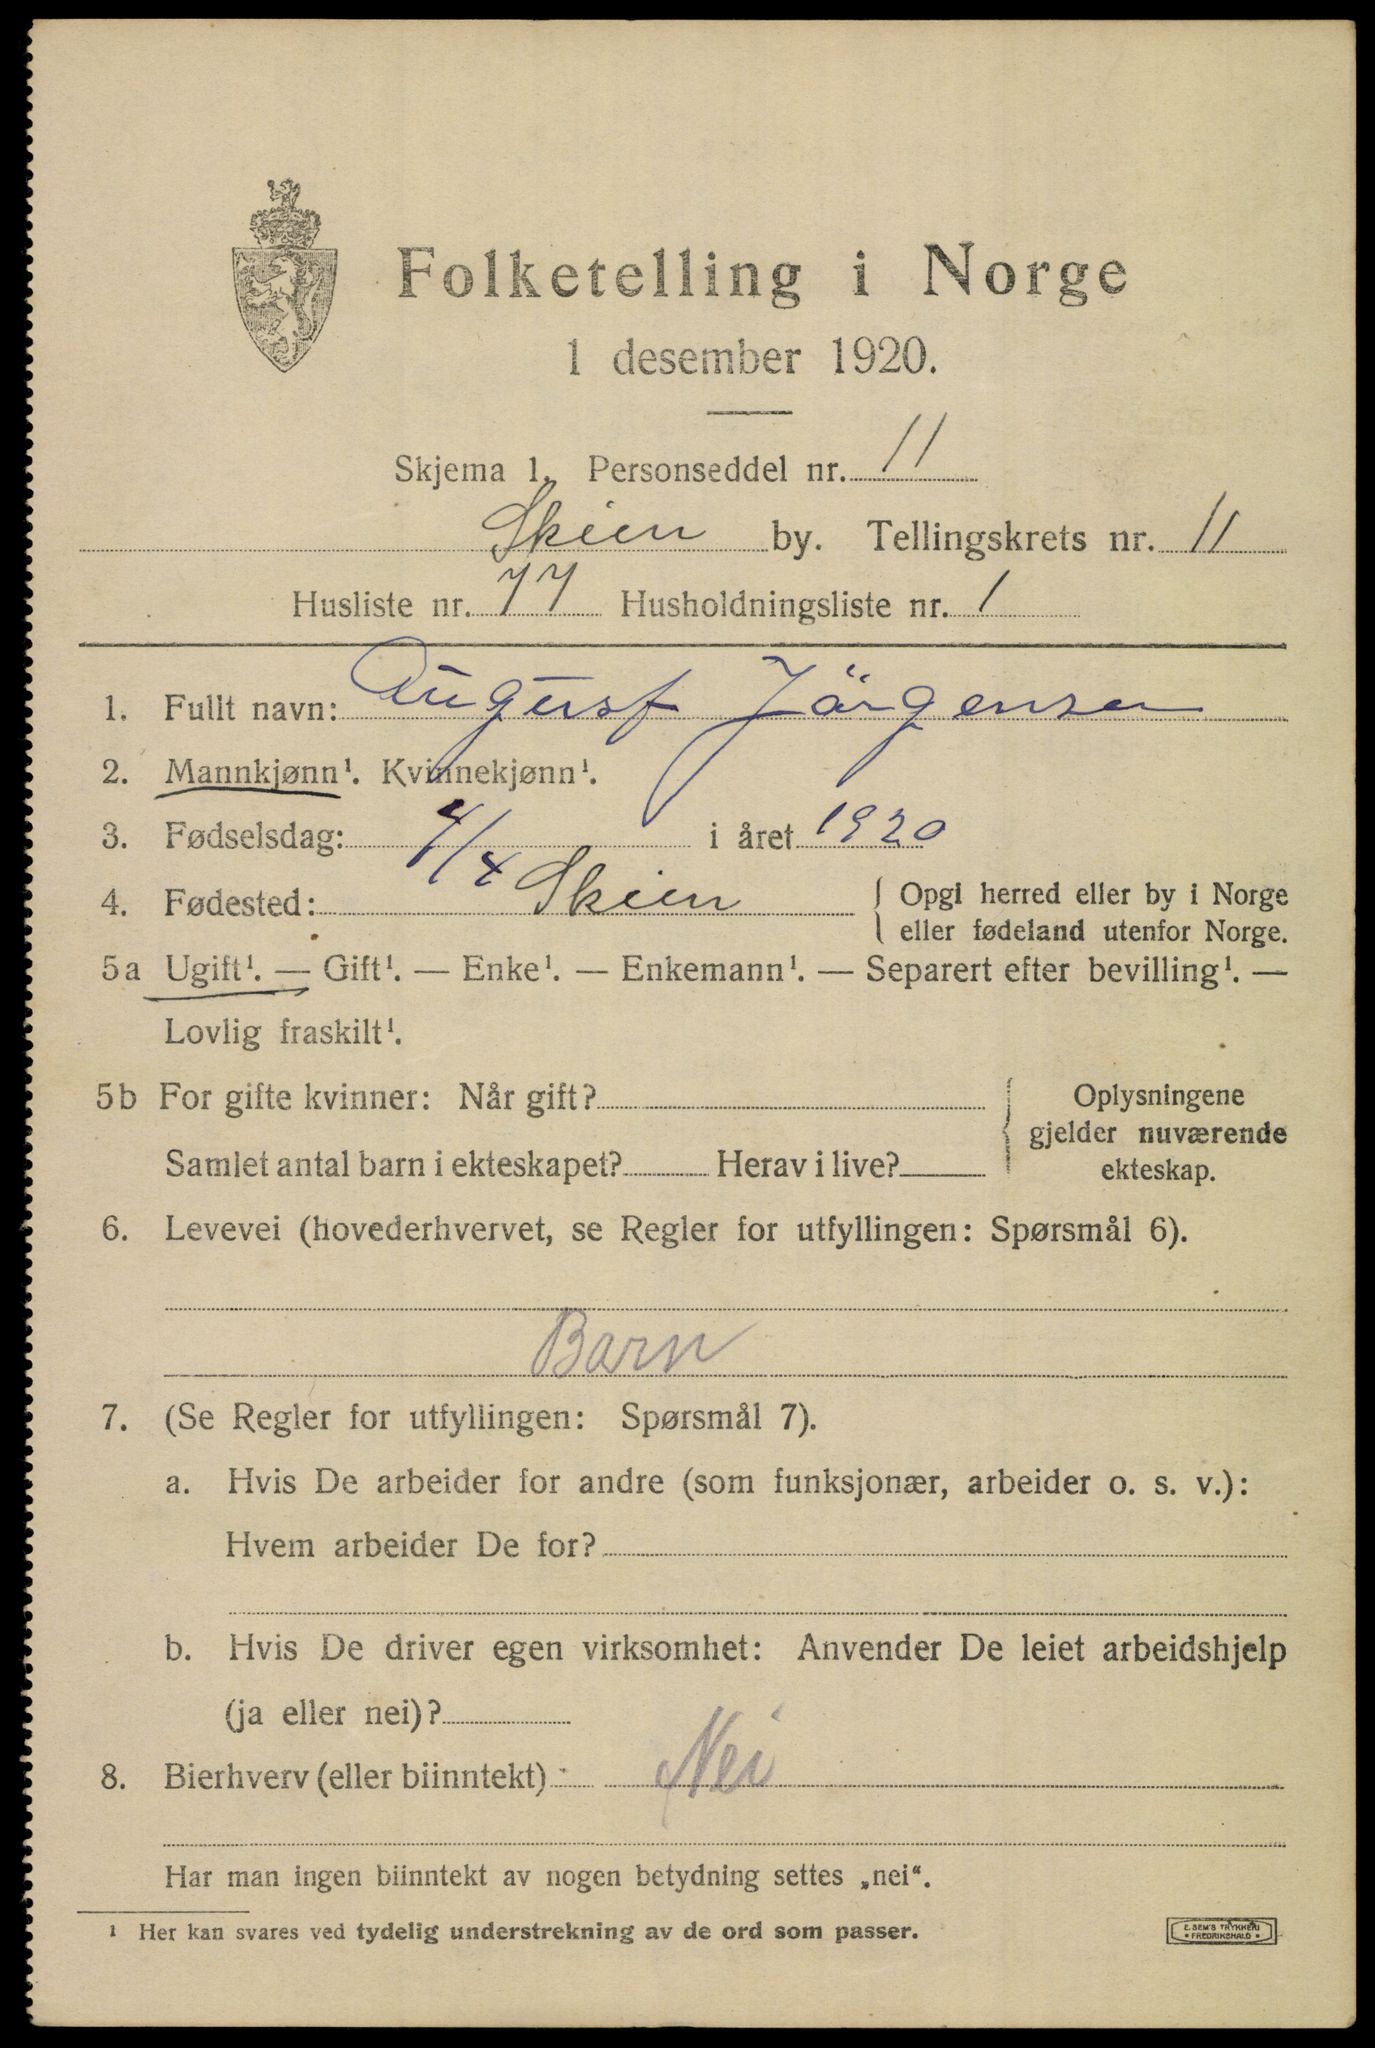 Folketelling i Norge
1 desember 1920.
Skjema 1. Personseddel nr. 11
Skien by. Tellingskrets nr. 11
Husliste nr. 77 Husholdningsliste nr. 1
1. Fullt navn: August Järgensen
2. Mannkjønn¹. Kvinnekjønn¹.
3. Fødselsdag: 4/4 i året 1920
4. Fødested: Skien { Opgi herred eller by i Norge
eller fødeland utenfor Norge.
5a Ugift¹. — Gift¹. — Enke¹. — Enkemann¹. — Separert efter bevilling¹. —
Lovlig fraskilt¹.
5b For gifte kvinner: Når gift?
Samlet antal barn i ekteskapet? Herav i live?
{ Oplysningene
gjelder nuværende
ekteskap.
6. Levevei (hovederhvervet, se Regler for utfyllingen: Spørsmål 6).
Barn
7. (Se Regler for utfyllingen: Spørsmål 7).
a. Hvis De arbeider for andre (som funksjonær, arbeider o. s. v.):
Hvem arbeider De for?
b. Hvis De driver egen virksomhet: Anvender De leiet arbeidshjelp
(ja eller nei)?
8. Bierhverv (eller biinntekt) Nei
Har man ingen biinntekt av nogen betydning settes „nei“.
¹ Her kan svares ved tydelig understrekning av de ord som passer.
E. SEM'S TRYKKERI
• FREDRIKSHALD •